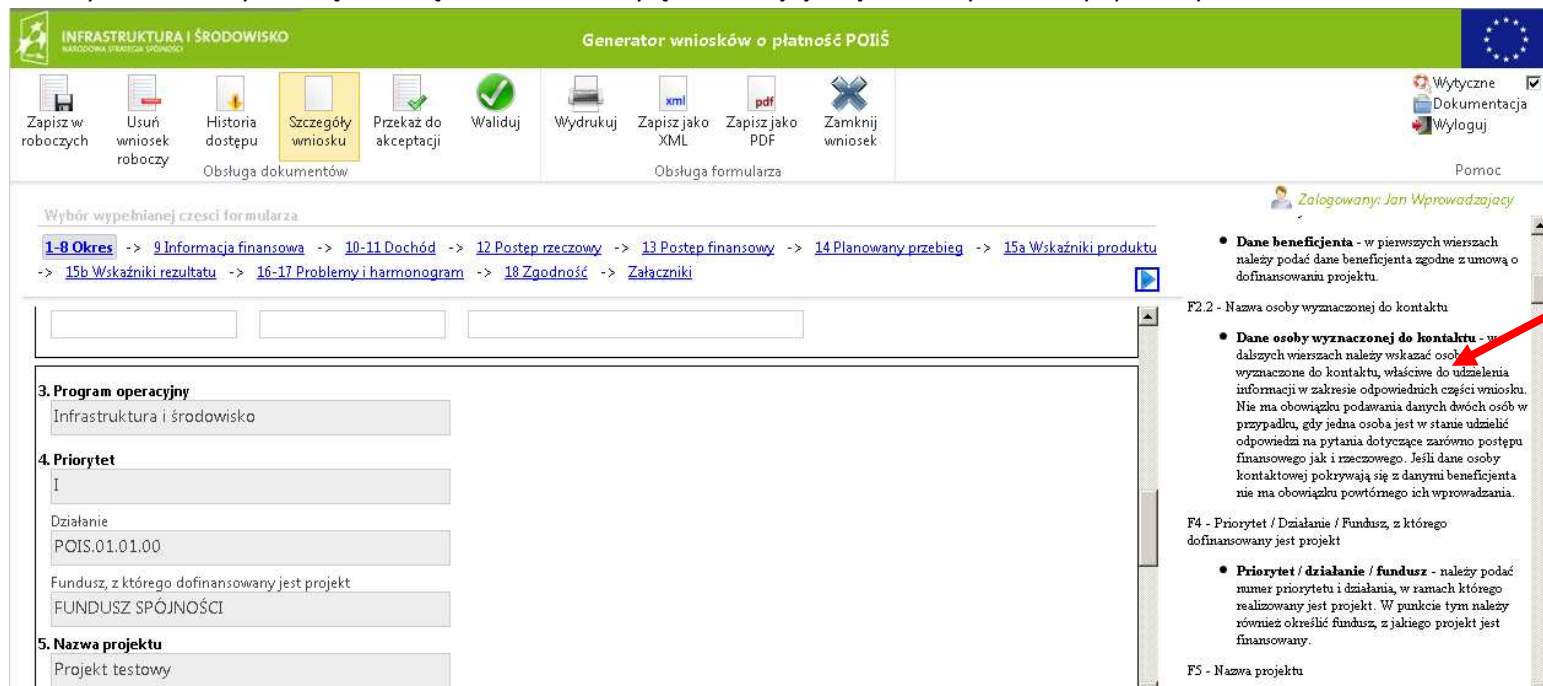 INFRASTRUKTURA I ŚRODOWISKO
NARODOWA STRATEGIA SPÓJNOŚCI
Generator wniosków o płatność POIiŚ
Zapisz w roboczych
Usuń wniosek roboczy
Historia dostępu
Szczegóły wniosku
Przekaż do akceptacji
Waliduj
Wydrukuj
xml
Zapisz jako XML
pdf
Zapisz jako PDF
Zamknij wniosek
Obsługa dokumentów
Obsługa formularza
Wytyczne
Dokumentacja
Wyloguj
Pomoc
Zalogowany: Jan Wprowadzajacy
Wybór wypełnianej czesci formularza
1-8 Okres -> 9 Informacja finansowa -> 10-11 Dochód -> 12 Postep rzeczowy -> 13 Postep finansowy -> 14 Planowany przebieg -> 15a Wskaźniki produktu
-> 15b Wskaźniki rezultatu -> 16-17 Problemy i harmonogram -> 18 Zgodność -> Załaczniki
3. Program operacyjny
Infrastruktura i środowisko
4. Priorytet
I
Działanie
POIS.01.01.00
Fundusz, z którego dofinansowany jest projekt
FUNDUSZ SPÓJNOŚCI
5. Nazwa projektu
Projekt testowy
• Dane beneficjenta - w pierwszych wierszach
należy podać dane beneficjenta zgodne z umową o
dofinansowaniu projektu.
F2.2 - Nazwa osoby wyznaczonej do kontaktu
• Dane osoby wyznaczonej do kontaktu - w
dalszych wierszach należy wskazać osoby
wyznaczone do kontaktu, właściwe do udzielenia
informacji w zakresie odpowiednich części wniosku.
Nie ma obowiązku podawania danych dwóch osób w
przypadku, gdy jedna osoba jest w stanie udzielić
odpowiedzi na pytania dotyczące zarówno postępu
finansowego jak i rzeczowego. Jeśli dane osoby
kontaktowej pokrywają się z danymi beneficjenta
nie ma obowiązku powtórnego ich wprowadzania.
F4 - Priorytet / Działanie / Fundusz, z którego
dofinansowany jest projekt
• Priorytet / działanie / fundusz - należy podać
numer priorytetu i działania, w ramach którego
realizowany jest projekt. W punkcie tym należy
również określić fundusz, z jakiego projekt jest
finansowany.
F5 - Nazwa projektu